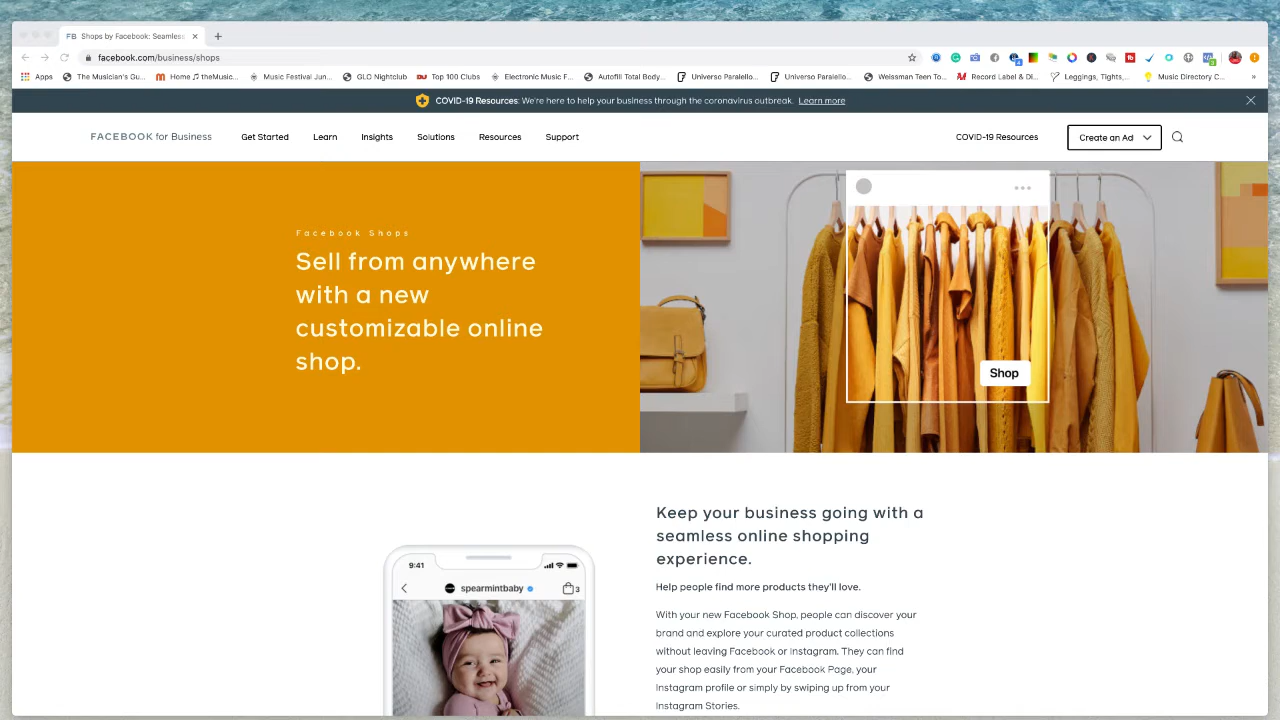 FB Shops by Facebook: Seamless
facebook.com/business/shops
Apps The Musician's Gu... Home ♫ theMusic... Music Festival Jun... GLO Nightclub Top 100 Clubs Electronic Music F... Autofill Total Body... Universo Paralello... Universo Paralello... Weissman Teen To... Record Label & Di... Leggings, Tights,... Music Directory C... »
COVID-19 Resources: We're here to help your business through the coronavirus outbreak. Learn more
FACEBOOK for Business Get Started Learn Insights Solutions Resources Support COVID-19 Resources Create an Ad
Facebook Shops
Sell from anywhere
with a new
customizable online
shop.
Shop
Keep your business going with a
seamless online shopping
experience.
Help people find more products they'll love.
With your new Facebook Shop, people can discover your
brand and explore your curated product collections
without leaving Facebook or Instagram. They can find
your shop easily from your Facebook Page, your
Instagram profile or simply by swiping up from your
Instagram Stories.
9:41
spearmintbaby 3